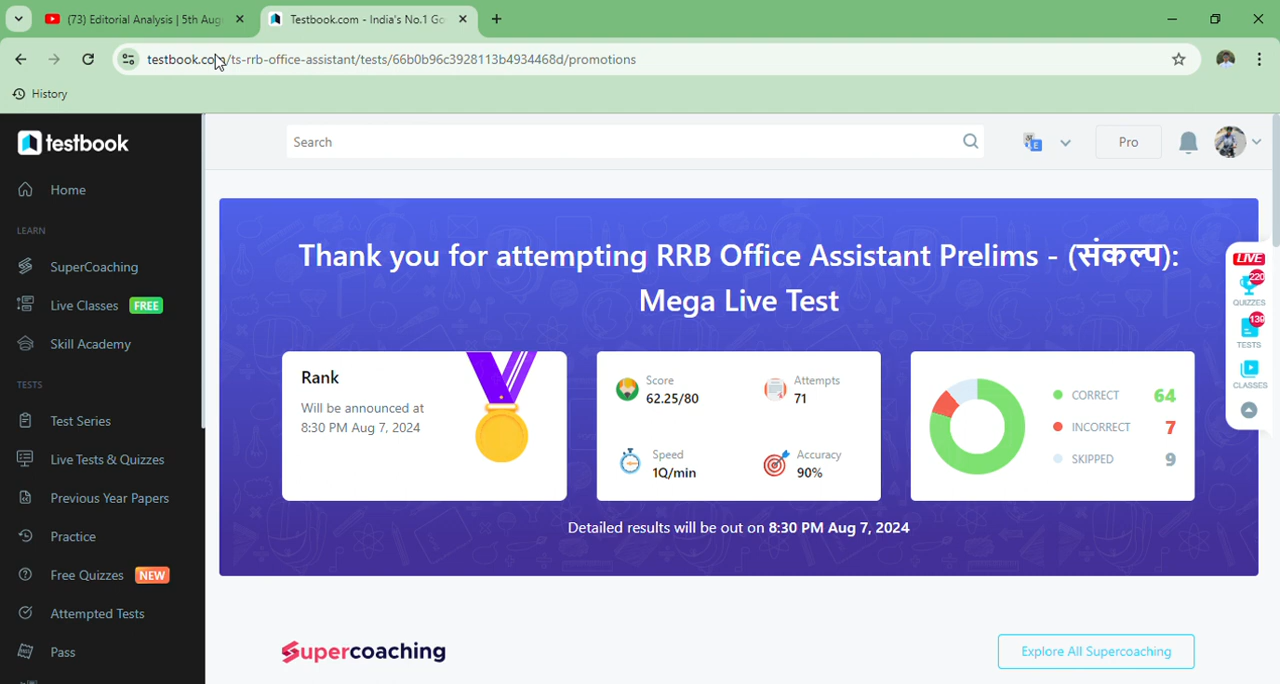 (73) Editorial Analysis | 5th Aug
Testbook.com - India's No.1 Go
testbook.com/ts-rrb-office-assistant/tests/66b0b96c3928113b4934468d/promotions
History
testbook
Search
Pro
Home
LEARN
SuperCoaching
Live Classes FREE
Skill Academy
TESTS
Test Series
Live Tests & Quizzes
Previous Year Papers
Practice
Free Quizzes NEW
Attempted Tests
Pass
Thank you for attempting RRB Office Assistant Prelims - (संकल्प):
Mega Live Test
Rank
Will be announced at
8:30 PM Aug 7, 2024
Score
62.25/80
Attempts
71
Speed
1Q/min
Accuracy
90%
CORRECT 64
INCORRECT 7
SKIPPED 9
Detailed results will be out on 8:30 PM Aug 7, 2024
LIVE
220
QUIZZES
139
TESTS
CLASSES
Supercoaching
Explore All Supercoaching